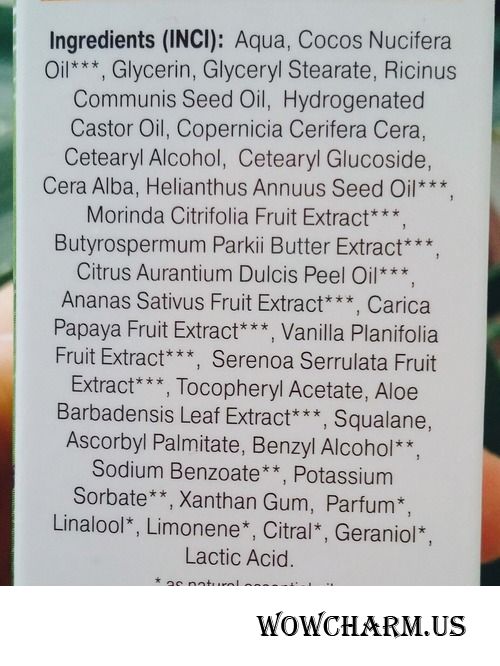 Ingredients (INCI): Aqua, Cocos Nucifera
Oil***, Glycerin, Glyceryl Stearate, Ricinus
Communis Seed Oil, Hydrogenated
Castor Oil, Copernicia Cerifera Cera,
Cetearyl Alcohol, Cetearyl Glucoside,
Cera Alba, Helianthus Annuus Seed Oil***,
Morinda Citrifolia Fruit Extract***,
Butyrospermum Parkii Butter Extract***,
Citrus Aurantium Dulcis Peel Oil***,
Ananas Sativus Fruit Extract***, Carica
Papaya Fruit Extract***, Vanilla Planifolia
Fruit Extract***, Serenoa Serrulata Fruit
Extract***, Tocopheryl Acetate, Aloe
Barbadensis Leaf Extract***, Squalane,
Ascorbyl Palmitate, Benzyl Alcohol**,
Sodium Benzoate**, Potassium
Sorbate**, Xanthan Gum, Parfum*,
Linalool*, Limonene*, Citral*, Geraniol*,
Lactic Acid.
* as natural
WOWCHARM.US